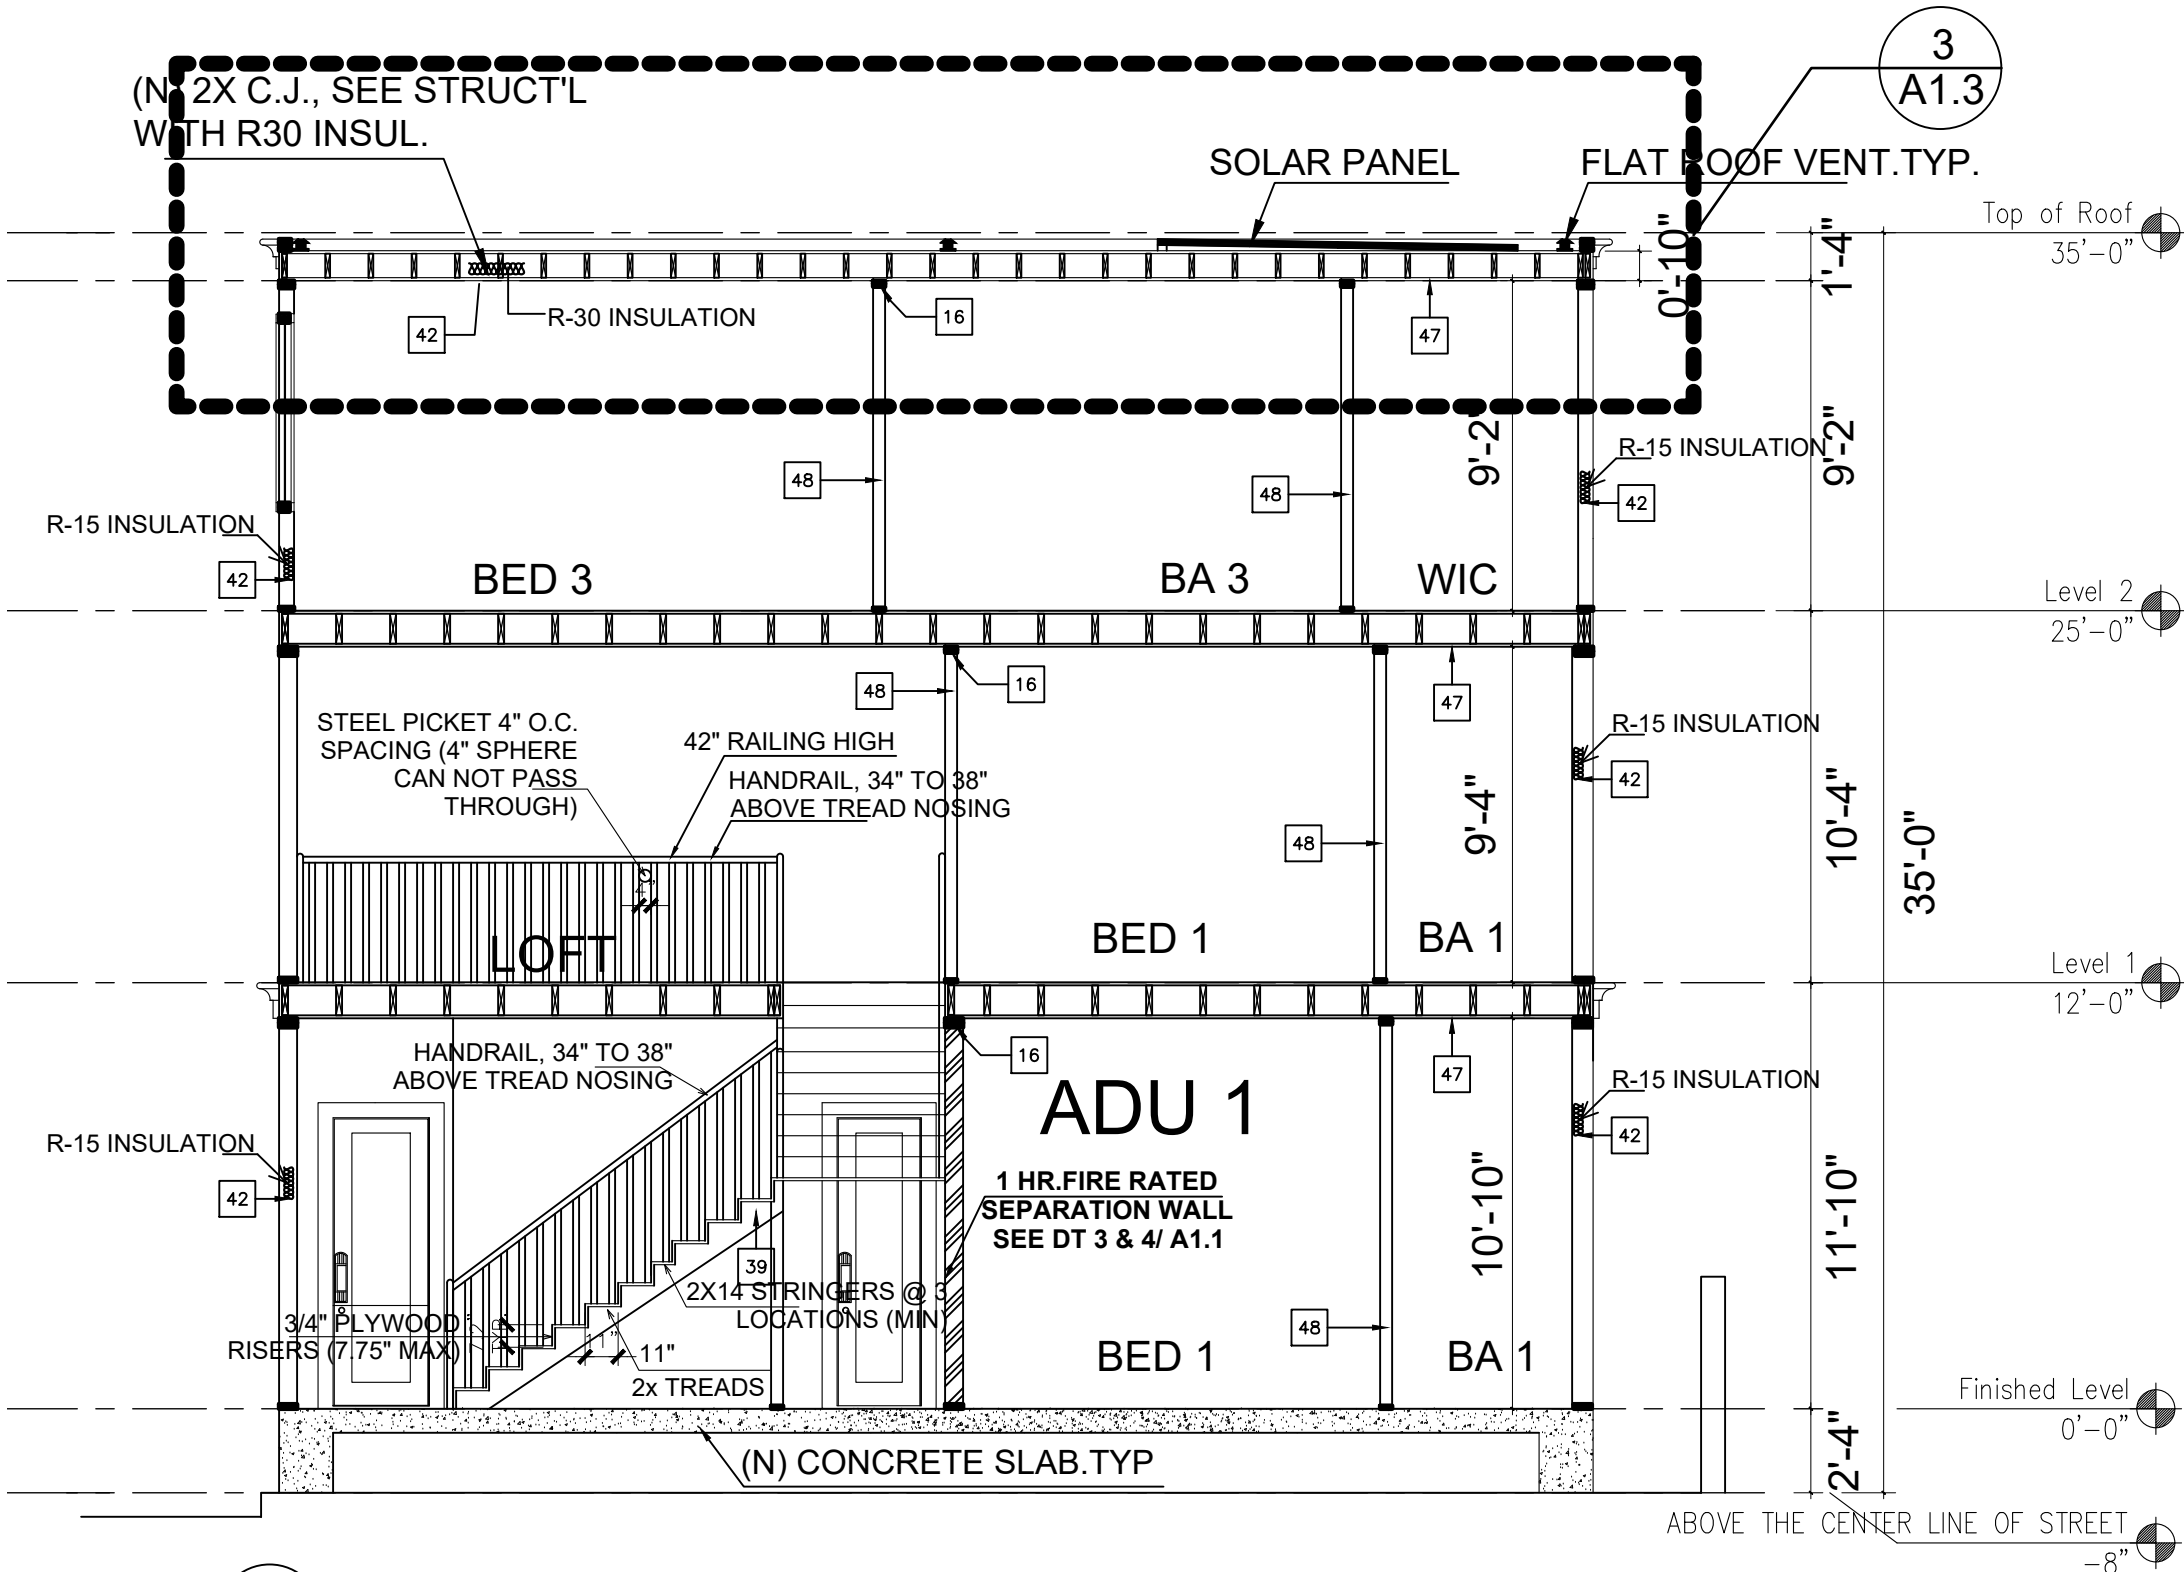 3
A1.3
(N) 2X C.J., SEE STRUCT'L
WITH R30 INSUL.
SOLAR PANEL
FLAT ROOF VENT.TYP.
Top of Roof
35'-0"
0'-10"
1'-4"
R-30 INSULATION
42
16
47
9'-2"
9'-2"
R-15 INSULATION
42
48
48
R-15 INSULATION
42
BED 3
BA 3
WIC
Level 2
25'-0"
48
16
47
STEEL PICKET 4" O.C.
SPACING (4" SPHERE
CAN NOT PASS
THROUGH)
42" RAILING HIGH
HANDRAIL, 34" TO 38"
ABOVE TREAD NOSING
R-15 INSULATION
42
48
9'-4"
10'-4"
35'-0"
LOFT
BED 1
BA 1
Level 1
12'-0"
HANDRAIL, 34" TO 38"
ABOVE TREAD NOSING
16
47
ADU 1
R-15 INSULATION
42
R-15 INSULATION
42
1 HR.FIRE RATED
SEPARATION WALL
SEE DT 3 & 4/ A1.1
10'-10"
11'-10"
39
2X14 STRINGERS @ 3
LOCATIONS (MIN)
3/4" PLYWOOD
RISERS (7.75" MAX)
11"
11"
2x TREADS
48
BED 1
BA 1
Finished Level
0'-0"
(N) CONCRETE SLAB.TYP
2'-4"
ABOVE THE CENTER LINE OF STREET
-8"